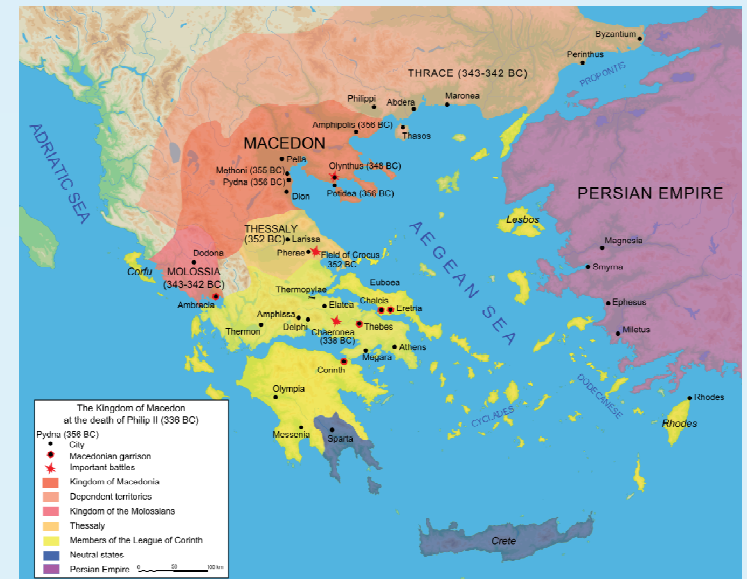 Byzantium
Perinthus
PROPONTIS
THRACE (343-342 BC)
Philippi
Abdera
Maronea
Amphipolis (356 BC)
Thasos
ADRIATIC SEA
MACEDON
Pella
Methoni (355 BC)
Olynthus (348 BC)
Pydna (356 BC)
Potidea (356 BC)
Dion
PERSIAN EMPIRE
Lesbos
AEGEAN SEA
THESSALY
(352 BC)
Larissa
Pherae
Field of Crocus
352 BC
Magnesia
Smyrna
Dodona
Corfu
MOLOSSIA
(343-342 BC)
Ambracia
Thermopylae
Euboea
Elatea
Chalcis
Eretria
Ephesus
Amphissa
Delphi
Thermon
Chaeronea
(338 BC)
Thebes
Miletus
Athens
Megara
Corinth
Olympia
DODECANESE
CYCLADES
Rhodes
Rhodes
Messenia
Sparta
Crete
The Kingdom of Macedon
at the death of Philip II (336 BC)
Pydna (356 BC)
City
Macedonian garrison
Important battles
Kingdom of Macedonia
Dependent territories
Kingdom of the Molossians
Thessaly
Members of the League of Corinth
Neutral states
Persian Empire
0 50 100 km